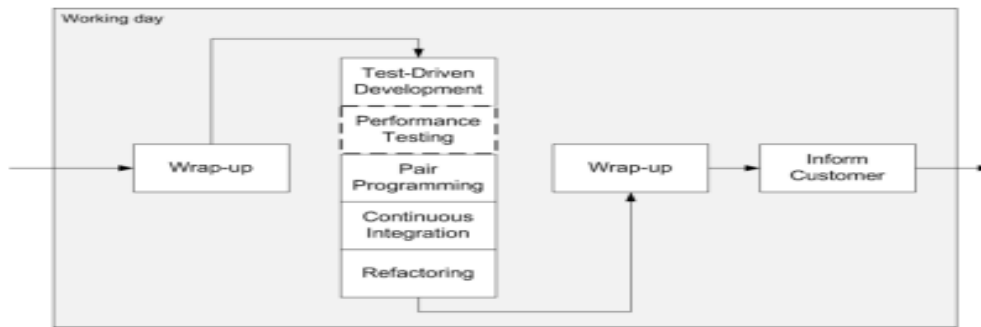 Working day
Wrap-up
Test-Driven
Development
Performance
Testing
Pair
Programming
Continuous
Integration
Refactoring
Wrap-up
Inform
Customer